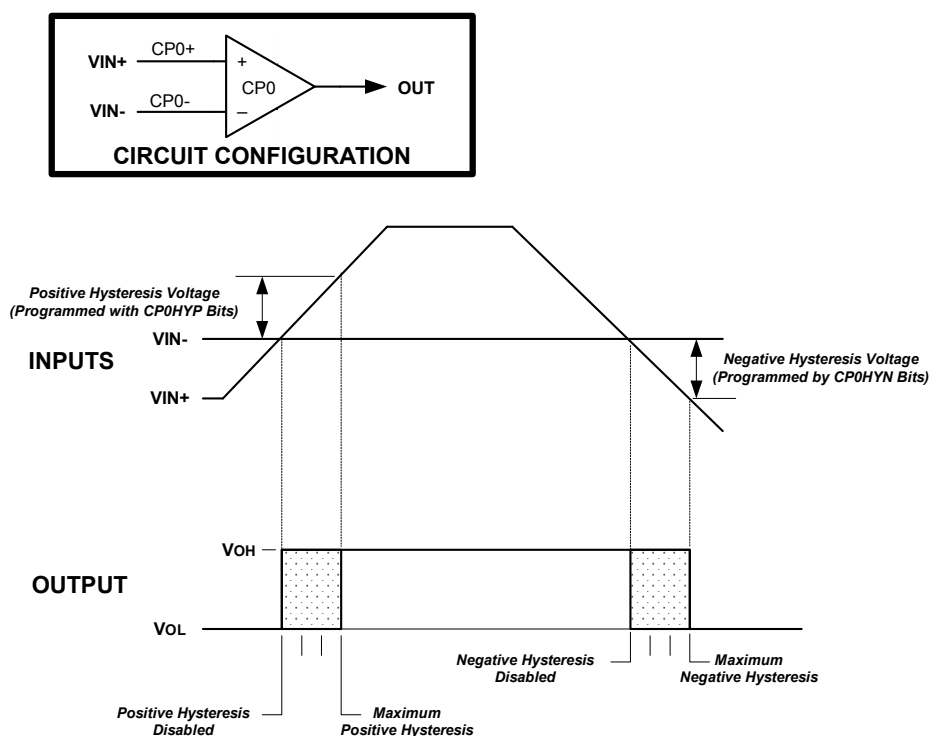 VIN+
CP0+
+
CP0
OUT
VIN-
CP0-
_
CIRCUIT CONFIGURATION
Positive Hysteresis Voltage
(Programmed with CP0HYP Bits)
VIN-
INPUTS
Negative Hysteresis Voltage
(Programmed by CP0HYN Bits)
VIN+
VOH
OUTPUT
VOL
Negative Hysteresis
Disabled
Maximum
Negative Hysteresis
Positive Hysteresis
Disabled
Maximum
Positive Hysteresis